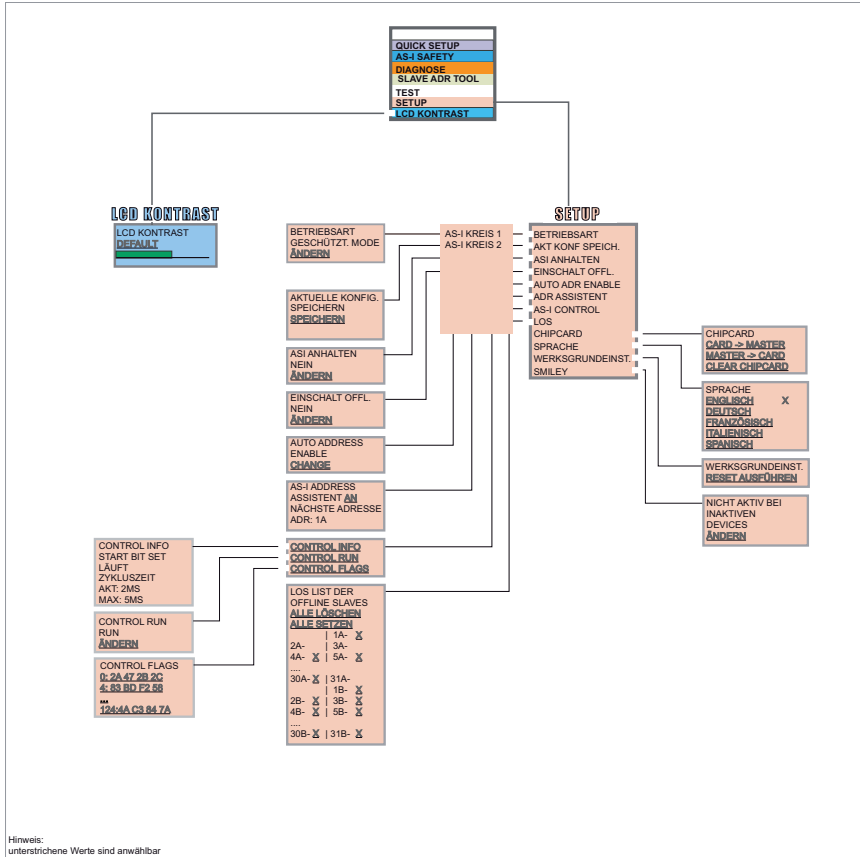 QUICK SETUP
AS-I SAFETY
DIAGNOSE
SLAVE ADR TOOL
TEST
SETUP
LCD KONTRAST
LCD KONTRAST
LCD KONTRAST
DEFAULT
BETRIEBSART
GESCHÜTZT. MODE
ÄNDERN
AKTUELLE KONFIG.
SPEICHERN
SPEICHERN
ASI ANHALTEN
NEIN
ÄNDERN
EINSCHALT OFFL.
NEIN
ÄNDERN
AUTO ADDRESS
ENABLE
CHANGE
AS-I ADDRESS
ASSISTENT AN
NÄCHSTE ADRESSE
ADR: 1A
CONTROL INFO
CONTROL RUN
CONTROL FLAGS
LOS LIST DER
OFFLINE SLAVES
ALLE LÖSCHEN
ALLE SETZEN
| 1A- X
2A- | 3A-
4A- X | 5A- X
....
30A- X | 31A-
| 1B- X
2B- X | 3B- X
4B- X | 5B- X
....
30B- X | 31B- X
CONTROL INFO
START BIT SET
LÄUFT
ZYKLUSZEIT
AKT: 2MS
MAX: 5MS
CONTROL RUN
RUN
ÄNDERN
CONTROL FLAGS
0: 2A 47 2B 2C
4: 83 BD F2 58
...
124:4A C3 84 7A
AS-I KREIS 1
AS-I KREIS 2
SETUP
BETRIEBSART
AKT KONF SPEICH.
ASI ANHALTEN
EINSCHALT OFFL.
AUTO ADR ENABLE
ADR ASSISTENT
AS-I CONTROL
LOS
CHIPCARD
SPRACHE
WERKSGRUNDEINST.
SMILEY
CHIPCARD
CARD -> MASTER
MASTER -> CARD
CLEAR CHIPCARD
SPRACHE
ENGLISCH X
DEUTSCH
FRANZÖSISCH
ITALIENISCH
SPANISCH
WERKSGRUNDEINST.
RESET AUSFÜHREN
NICHT AKTIV BEI
INAKTIVEN
DEVICES
ÄNDERN
Hinweis:
unterstrichene Werte sind anwählbar